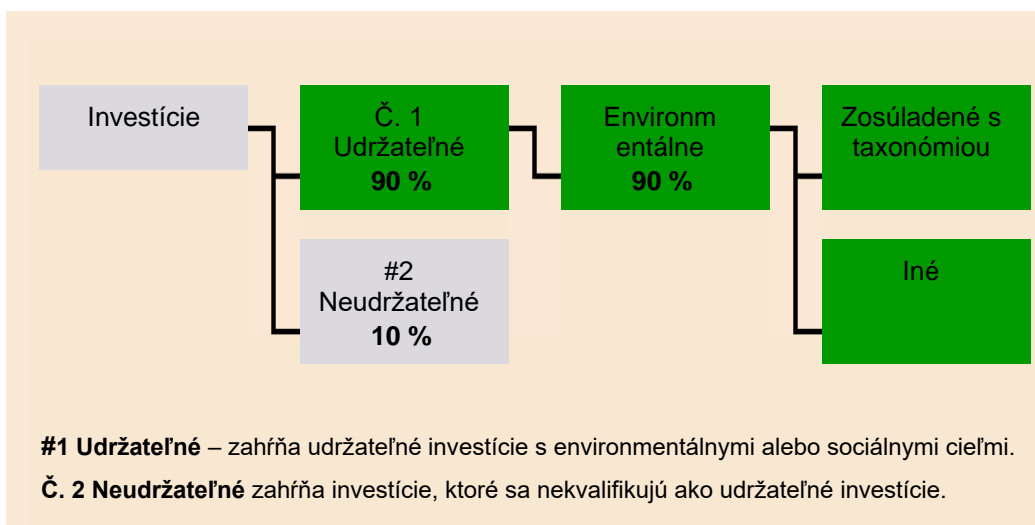 Investície
Č. 1
Udržateľné
90 %
Environm
entálne
90 %
Zosúladené s
taxonómiou
#2
Neudržateľné
10 %
Iné
#1 Udržateľné – zahŕňa udržateľné investície s environmentálnymi alebo sociálnymi cieľmi.
Č. 2 Neudržateľné zahŕňa investície, ktoré sa nekvalifikujú ako udržateľné investície.